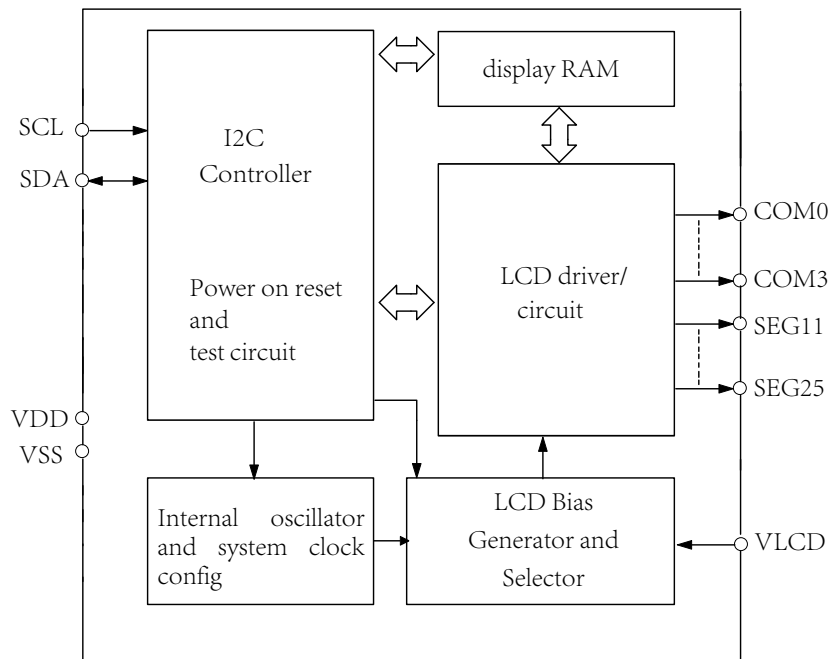 SCL
SDA
VDD
VSS
I2C
Controller
Power on reset
and
test circuit
display RAM
LCD driver/
circuit
COM0
COM3
SEG11
SEG25
Internal oscillator
and system clock
config
LCD Bias
Generator and
Selector
VLCD